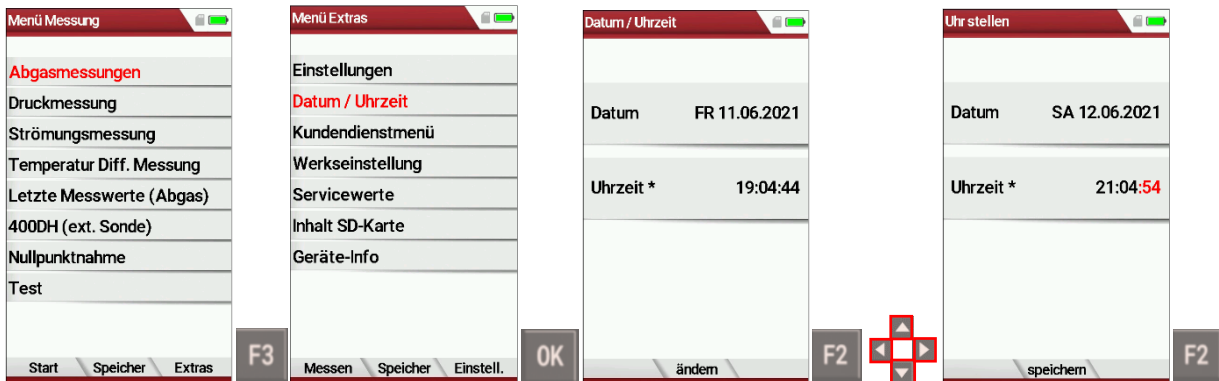 Menü Messung
Abgasmessungen
Druckmessung
Strömungsmessung
Temperatur Diff. Messung
Letzte Messwerte (Abgas)
400DH (ext. Sonde)
Nullpunktnahme
Test
Start Speicher Extras
F3
Menü Extras
Einstellungen
Datum / Uhrzeit
Kundendienstmenü
Werkseinstellung
Servicewerte
Inhalt SD-Karte
Geräte-Info
Messen Speicher Einstell.
OK
Datum / Uhrzeit
Datum FR 11.06.2021
Uhrzeit * 19:04:44
ändern
F2
Uhr stellen
Datum SA 12.06.2021
Uhrzeit * 21:04:54
speichern
F2